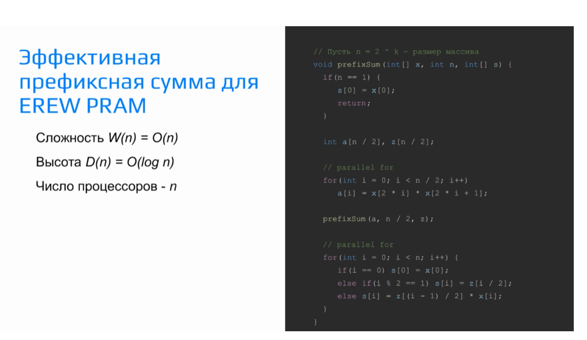 Эффективная
префиксная сумма для
EREW PRAM
Сложность W(n) = O(n)
Высота D(n) = O(log n)
Число процессоров - n
// Пусть n = 2 ^ k - размер массива
void prefixSum(int[] x, int n, int[] s) {
if(n == 1) {
s[0] = x[0];
return;
}
int a[n / 2], z[n / 2];
// parallel for
for(int i = 0; i < n / 2; i++)
a[i] = x[2 * i] * x[2 * i + 1];
prefixSum(a, n / 2, z);
// parallel for
for(int i = 0; i < n; i++) {
if(i == 0) s[0] = x[0];
else if(i % 2 == 1) s[i] = z[i / 2];
else s[i] = z[(i - 1) / 2] * x[i];
}
}